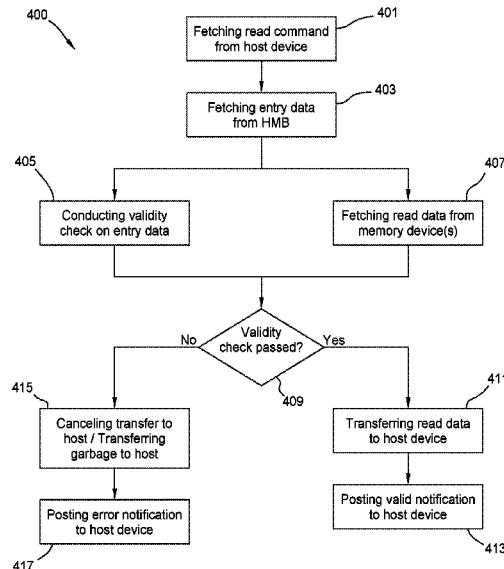 400
401
Fetching read command
from host device
403
Fetching entry data
from HMB
405
Conducting validity
check on entry data
407
Fetching read data from
memory device(s)
Validity
check passed?
No
Yes
409
415
Canceling transfer to
host / Transferring
garbage to host
411
Transferring read data
to host device
Posting error notification
to host device
417
Posting valid notification
to host device
413